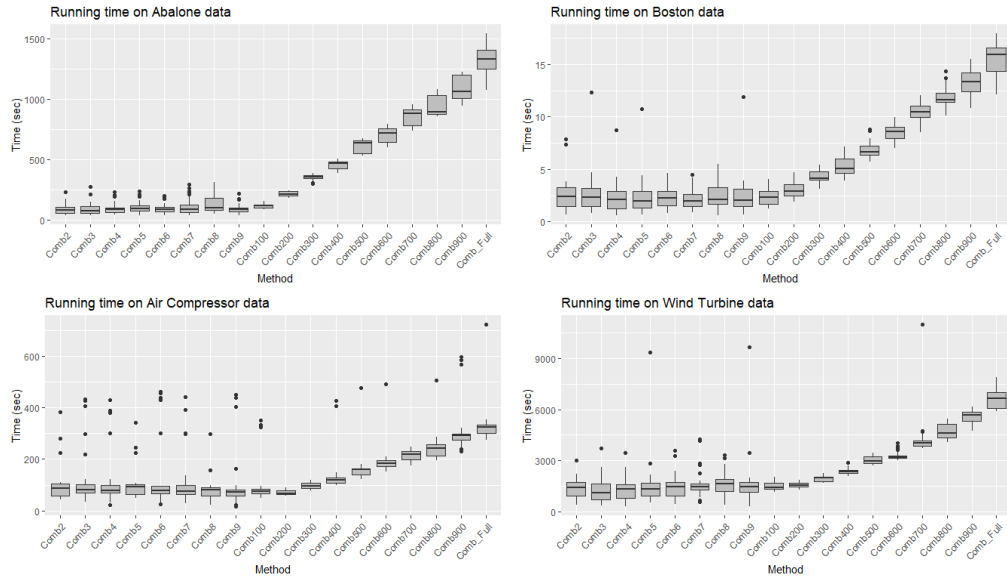 Running time on Abalone data
Time (sec)
1500
1000
500
0
Comb2
Comb3
Comb4
Comb5
Comb6
Comb7
Comb8
Comb9
Comb100
Comb200
Comb300
Comb400
Comb500
Comb600
Comb700
Comb800
Comb900
Comb_Full
Method
Running time on Boston data
Time (sec)
15
10
5
0
Comb2
Comb3
Comb4
Comb5
Comb6
Comb7
Comb8
Comb9
Comb100
Comb200
Comb300
Comb400
Comb500
Comb600
Comb700
Comb800
Comb900
Comb_Full
Method
Running time on Air Compressor data
Time (sec)
600
400
200
0
Comb2
Comb3
Comb4
Comb5
Comb6
Comb7
Comb8
Comb9
Comb100
Comb200
Comb300
Comb400
Comb500
Comb600
Comb700
Comb800
Comb900
Comb_Full
Method
Running time on Wind Turbine data
Time (sec)
9000
6000
3000
0
Comb2
Comb3
Comb4
Comb5
Comb6
Comb7
Comb8
Comb9
Comb100
Comb200
Comb300
Comb400
Comb500
Comb600
Comb700
Comb800
Comb900
Comb_Full
Method